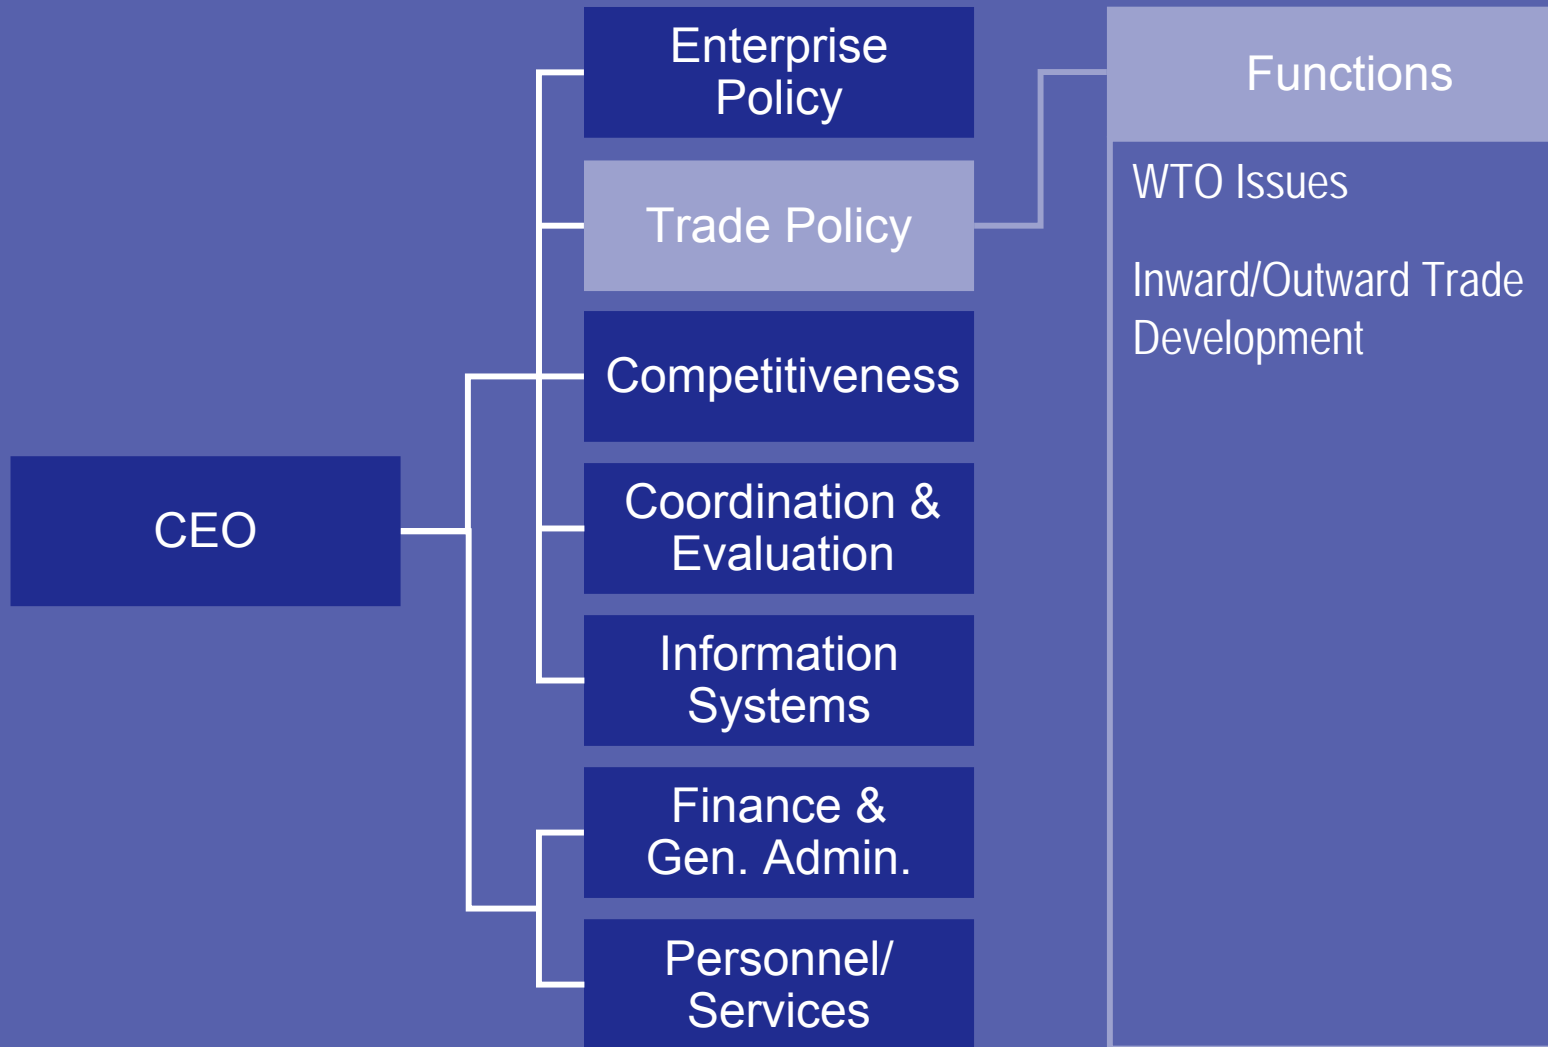 Enterprise
Policy
Functions
Trade Policy
WTO Issues
Inward/Outward Trade
Development
Competitiveness
CEO
Coordination &
Evaluation
Information
Systems
Finance &
Gen. Admin.
Personnel/
Services